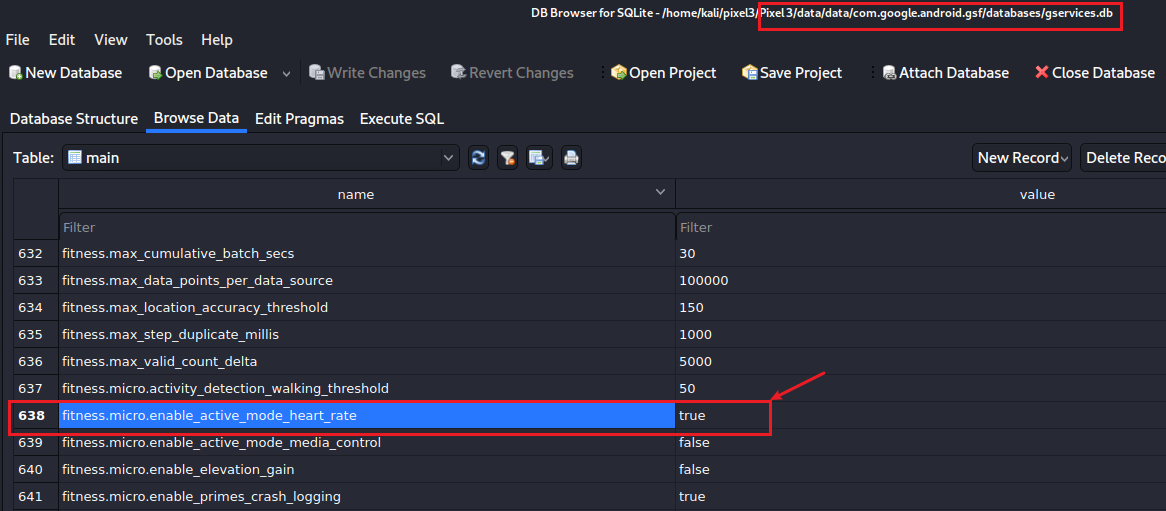 DB Browser for SQLite - /home/kali/pixel3/Pixel 3/data/data/com.google.android.gsf/databases/gservices.db
File Edit View Tools Help
New Database Open Database Write Changes Revert Changes Open Project Save Project Attach Database Close Database
Database Structure Browse Data Edit Pragmas Execute SQL
Table: main New Record Delete Reco
name value
Filter Filter
632 fitness.max_cumulative_batch_secs 30
633 fitness.max_data_points_per_data_source 100000
634 fitness.max_location_accuracy_threshold 150
635 fitness.max_step_duplicate_millis 1000
636 fitness.max_valid_count_delta 5000
637 fitness.micro.activity_detection_walking_threshold 50
638 fitness.micro.enable_active_mode_heart_rate true
639 fitness.micro.enable_active_mode_media_control false
640 fitness.micro.enable_elevation_gain false
641 fitness.micro.enable_primes_crash_logging true